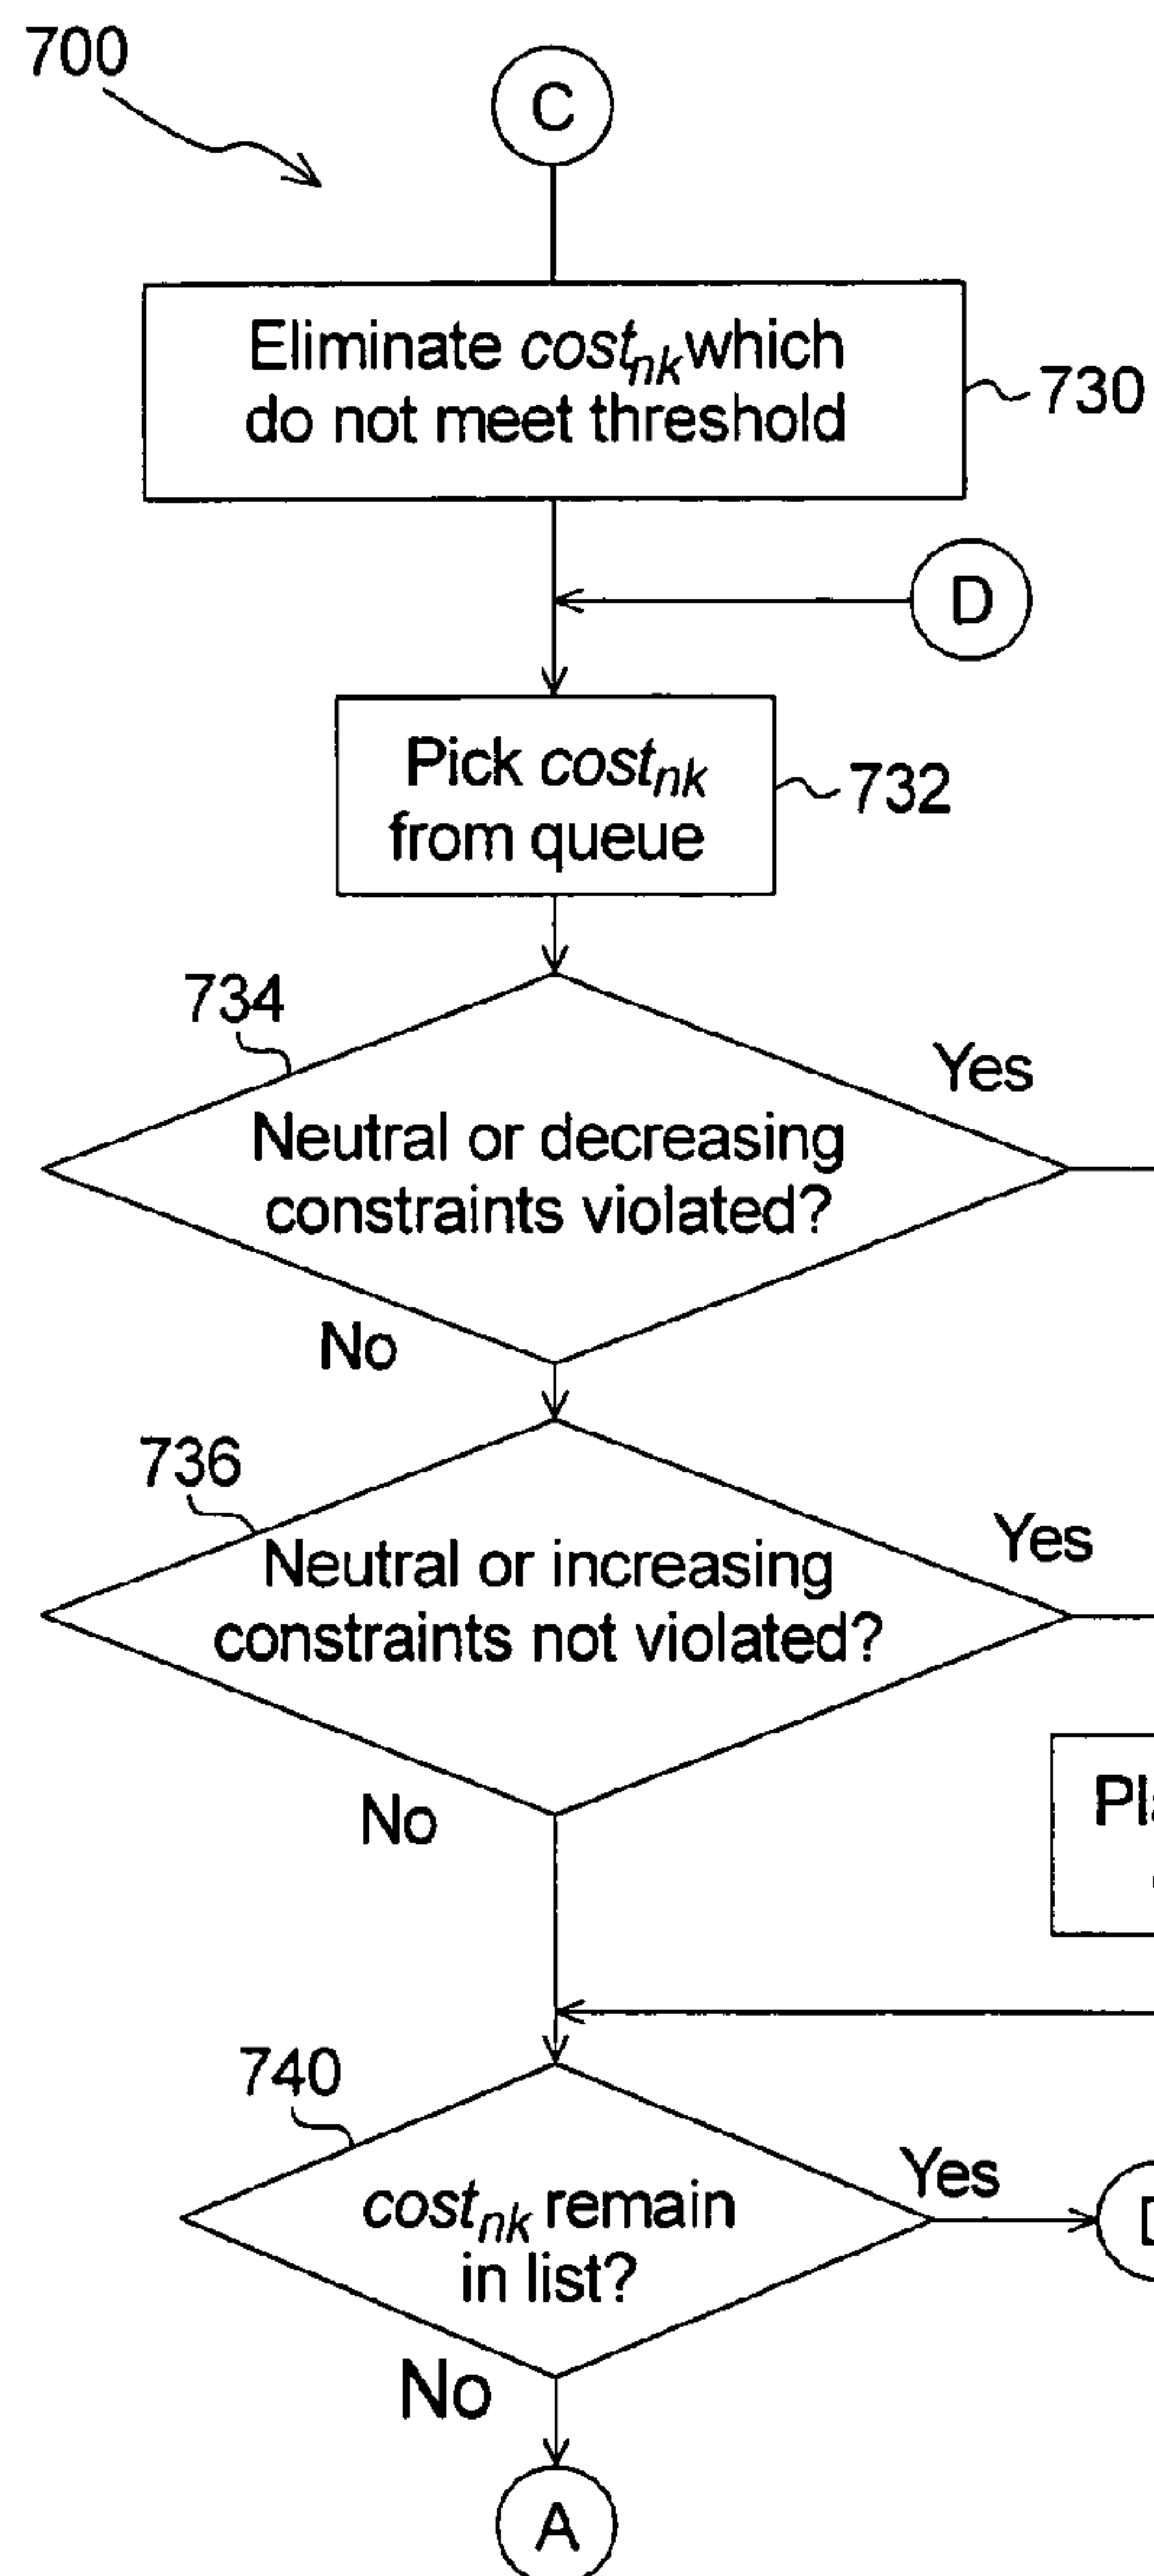 700
C
Eliminate cost_nk which
do not meet threshold
730
D
Pick cost_nk
from queue
732
734
Yes
Neutral or decreasing
constraints violated?
No
736
Yes
Neutral or increasing
constraints not violated?
No
740
Yes
cost_nk remain
in list?
No
A